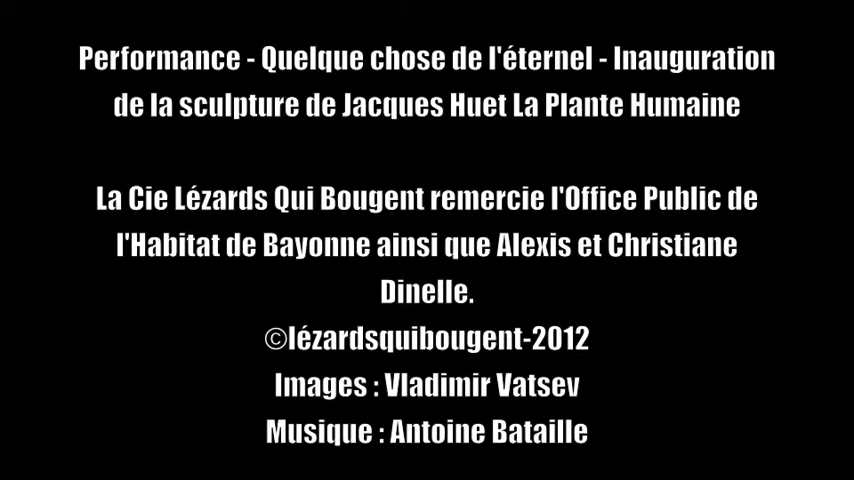 Performance - Quelque chose de l'éternel - Inauguration
de la sculpture de Jacques Huet La Plante Humaine
La Cie Lézards Qui Bougent remercie l'Office Public de
l'Habitat de Bayonne ainsi que Alexis et Christiane
Dinelle.
©lézardsquibougent-2012
Images : Vladimir Vatsev
Musique : Antoine Bataille